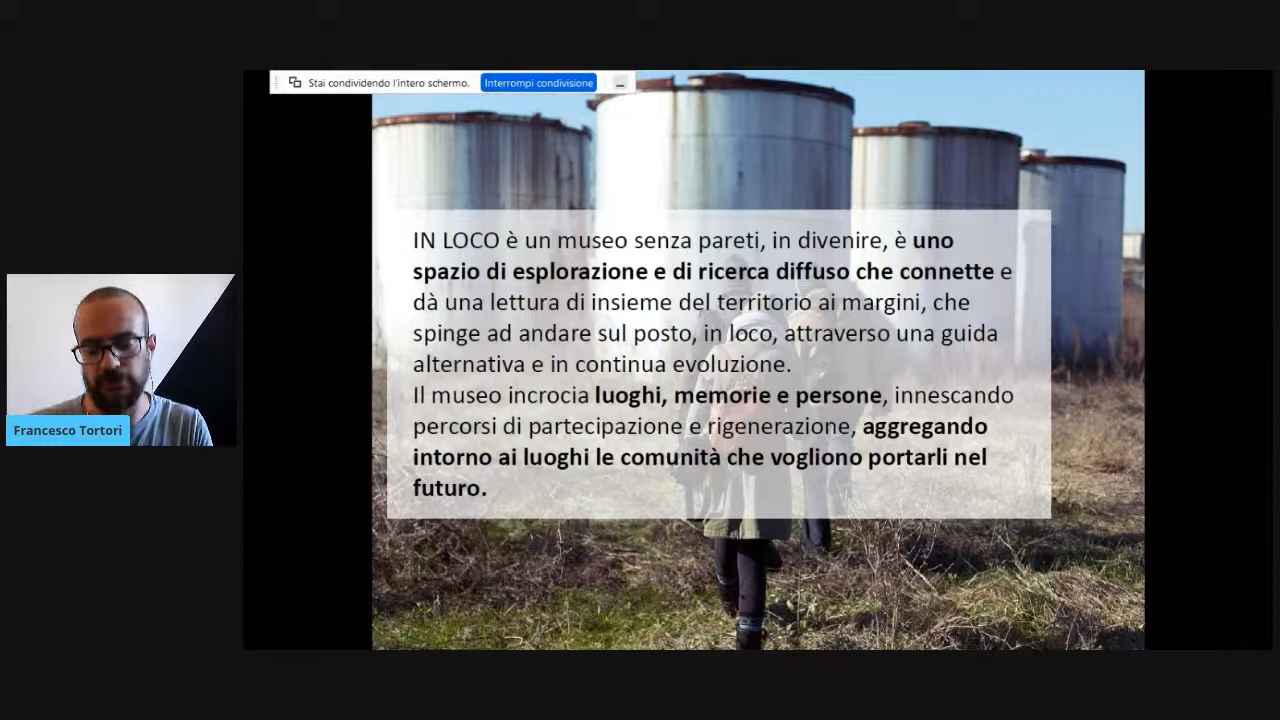 Stai condividendo l'intero schermo. Interrompi condivisione
IN LOCO è un museo senza pareti, in divenire, è uno
spazio di esplorazione e di ricerca diffuso che connette e
dà una lettura di insieme del territorio ai margini, che
spinge ad andare sul posto, in loco, attraverso una guida
alternativa e in continua evoluzione.
Il museo incrocia luoghi, memorie e persone, innescando
percorsi di partecipazione e rigenerazione, aggregando
intorno ai luoghi le comunità che vogliono portarli nel
futuro.
Francesco Tortori